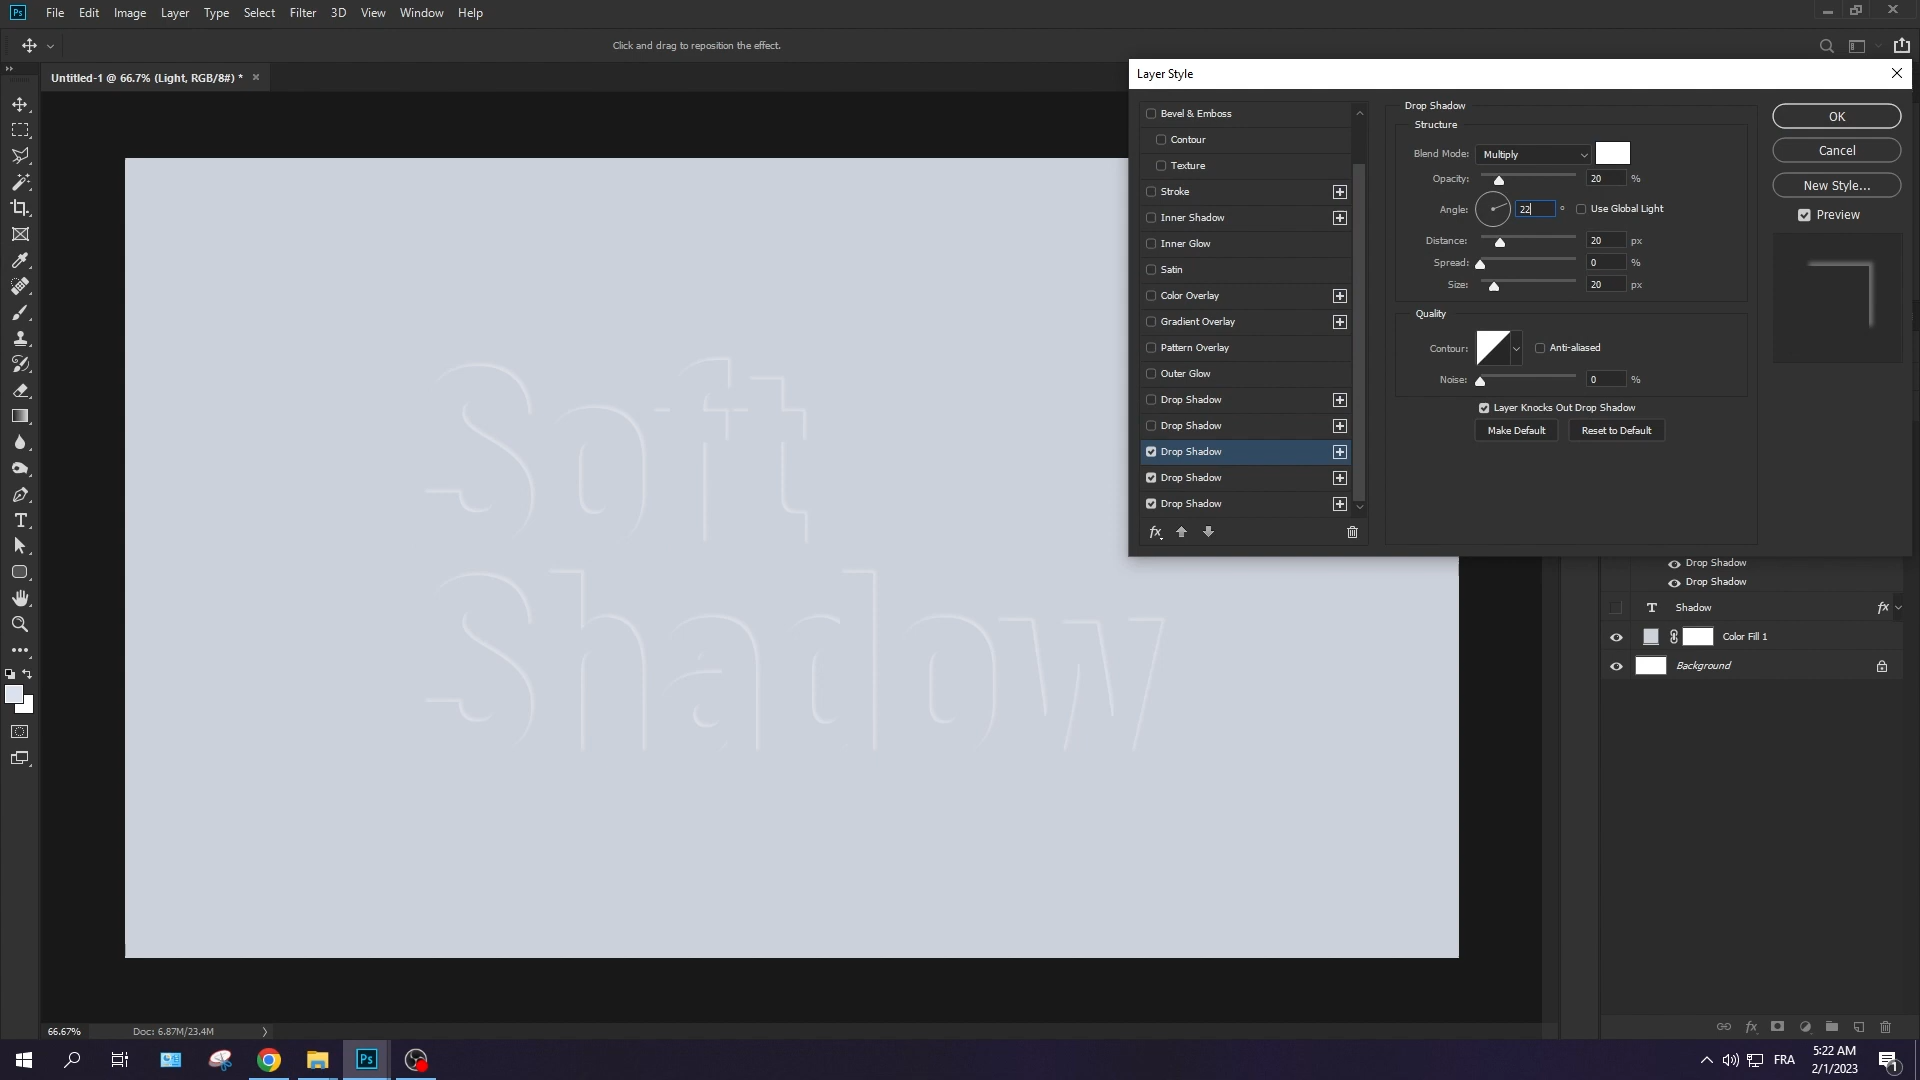 Ps File Edit Image Layer Type Select Filter 3D View Window Help
Click and drag to reposition the effect.
Untitled-1 @ 66.7% (Light, RGB/8#) *
Layer Style
Bevel & Emboss
Contour
Texture
Stroke
Inner Shadow
Inner Glow
Satin
Color Overlay
Gradient Overlay
Pattern Overlay
Outer Glow
Drop Shadow
Drop Shadow
Drop Shadow
Drop Shadow
Drop Shadow
fx
Drop Shadow
Structure
Blend Mode: Multiply
Opacity: 20 %
Angle: 22 ° Use Global Light
Distance: 20 px
Spread: 0 %
Size: 20 px
Quality
Contour: Anti-aliased
Noise: 0 %
Layer Knocks Out Drop Shadow
Make Default Reset to Default
OK
Cancel
New Style...
Preview
Soft
Shadow
Drop Shadow
Drop Shadow
T Shadow fx
Color Fill 1
Background
fx
66.67% Doc: 6.87M/23.4M
Ps
FRA
5:22 AM
2/1/2023
1